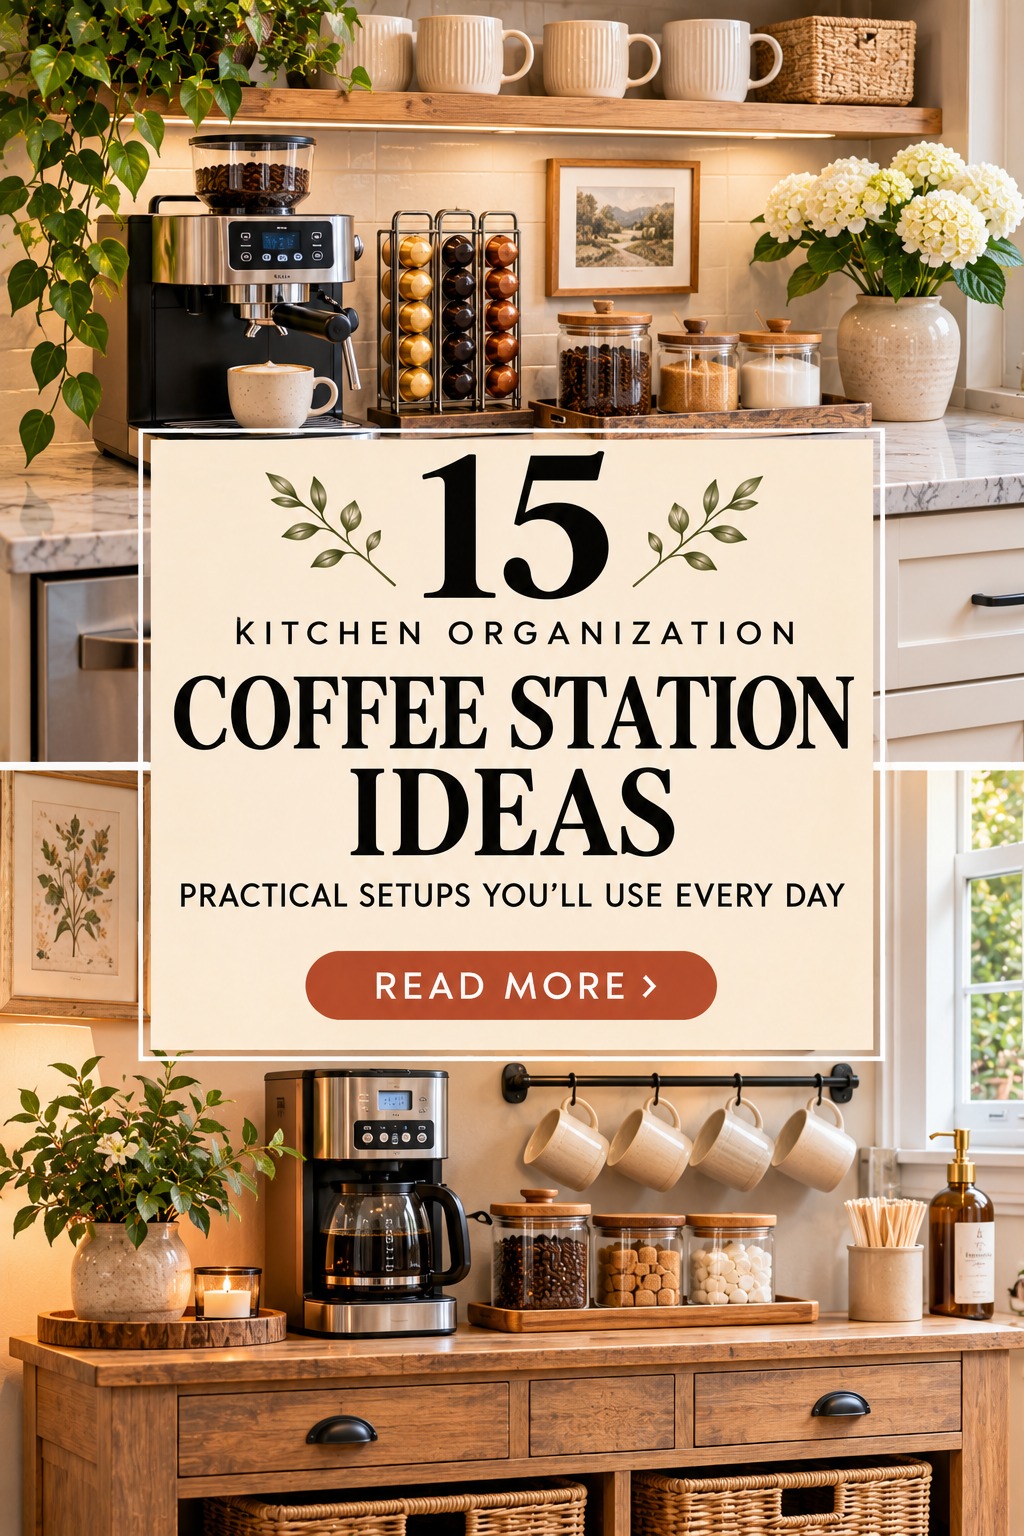 15
KITCHEN ORGANIZATION
COFFEE STATION
IDEAS
PRACTICAL SETUPS YOU'LL USE EVERY DAY
READ MORE >